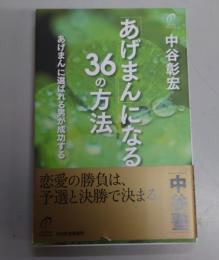 中谷彰宏
「あげまん」になる
36の方法
「あげまん」に選ばれる男が成功する
恋愛の勝負は、
予選と決勝で決まる。
中谷塾